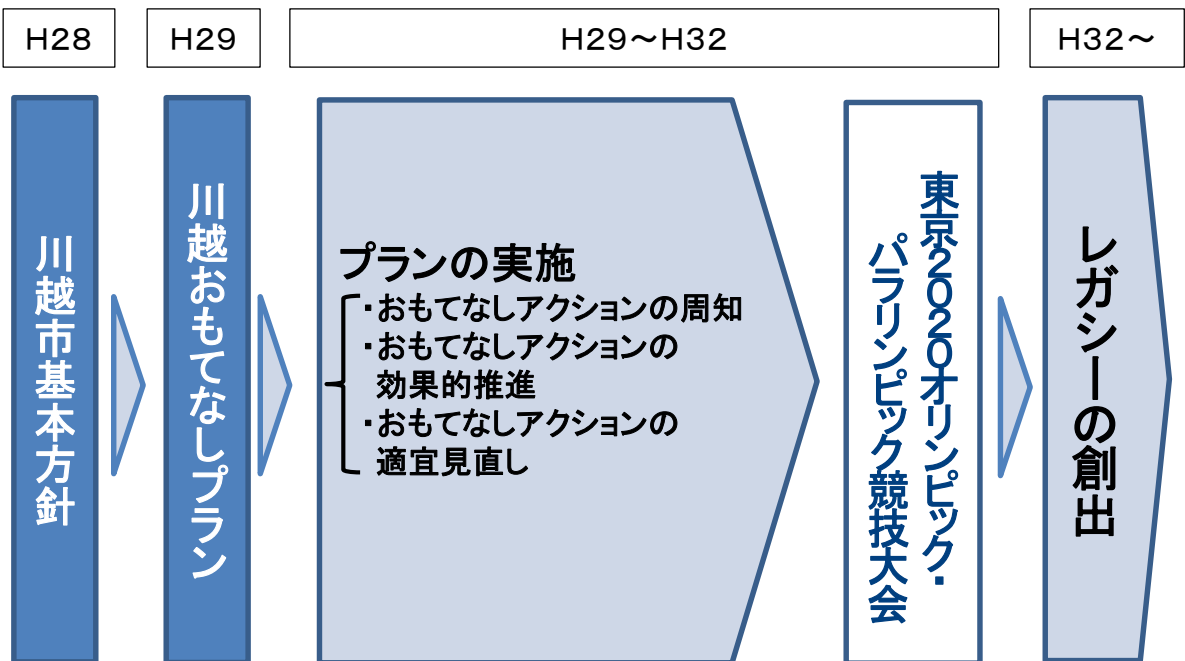 H28
H29
H29～H32
H32～
川越市基本方針
川越おもてなしプラン
プランの実施
・おもてなしアクションの周知
・おもてなしアクションの
効果的推進
・おもてなしアクションの
適宜見直し
東京2020オリンピック・
パラリンピック競技大会
レガシーの創出